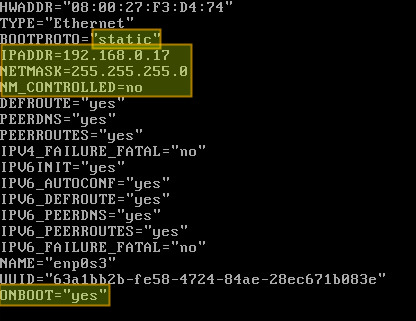 HWADDR="08:00:27:F3:D4:74"
TYPE="Ethernet"
BOOTPROTO="static"
IPADDR=192.168.0.17
NETMASK=255.255.255.0
NM_CONTROLLED=no
DEFROUTE="yes"
PEERDNS="yes"
PEERROUTES="yes"
IPV4_FAILURE_FATAL="no"
IPV6INIT="yes"
IPV6_AUTOCONF="yes"
IPV6_DEFROUTE="yes"
IPV6_PEERDNS="yes"
IPV6_PEERROUTES="yes"
IPV6_FAILURE_FATAL="no"
NAME="enp0s3"
UUID="63a1bb2b-fe58-4724-84ae-28ec671b083e"
ONBOOT="yes"